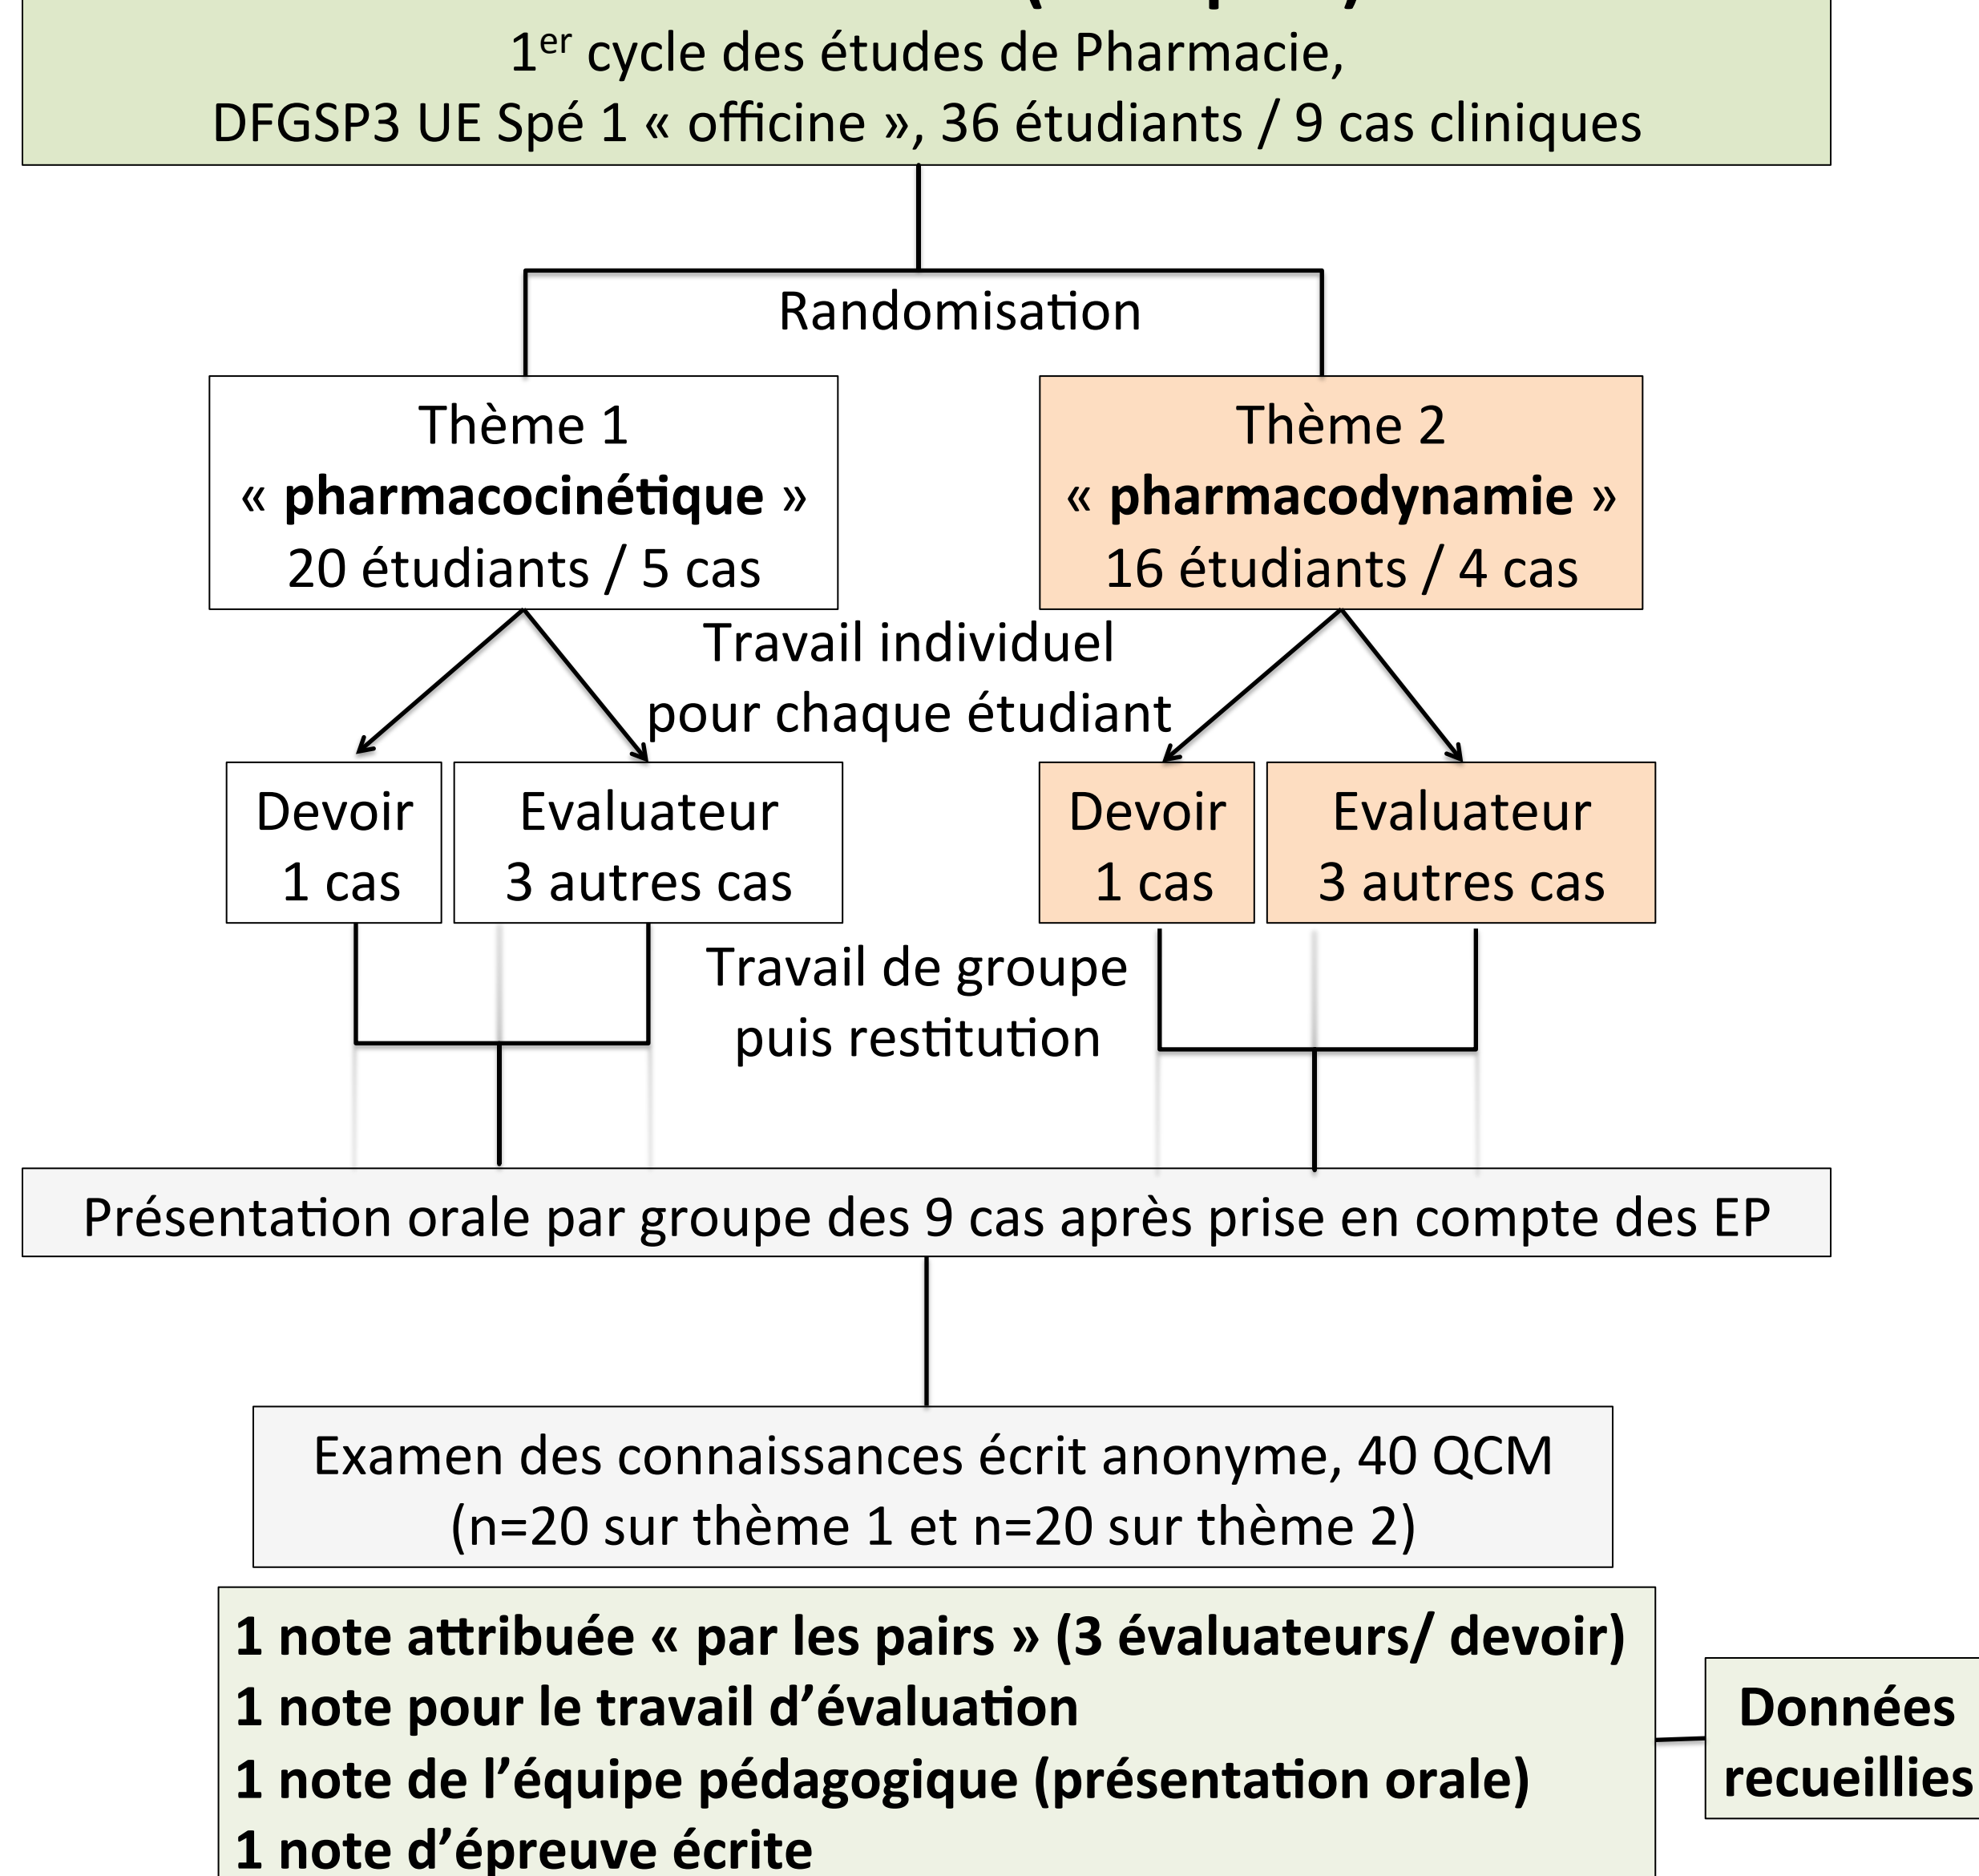 1er cycle des études de Pharmacie,
DFGSP3 UE Spé 1 « officine », 36 étudiants / 9 cas cliniques
Randomisation
Thème 1
« pharmacocinétique »
20 étudiants / 5 cas
Thème 2
« pharmacodynamie »
16 étudiants / 4 cas
Travail individuel
pour chaque étudiant
Devoir
1 cas
Evaluateur
3 autres cas
Devoir
1 cas
Evaluateur
3 autres cas
Travail de groupe
puis restitution
Présentation orale par groupe des 9 cas après prise en compte des EP
Examen des connaissances écrit anonyme, 40 QCM
(n=20 sur thème 1 et n=20 sur thème 2)
1 note attribuée « par les pairs » (3 évaluateurs/ devoir)
1 note pour le travail d’évaluation
1 note de l’équipe pédagogique (présentation orale)
1 note d’épreuve écrite
Données
recueillies